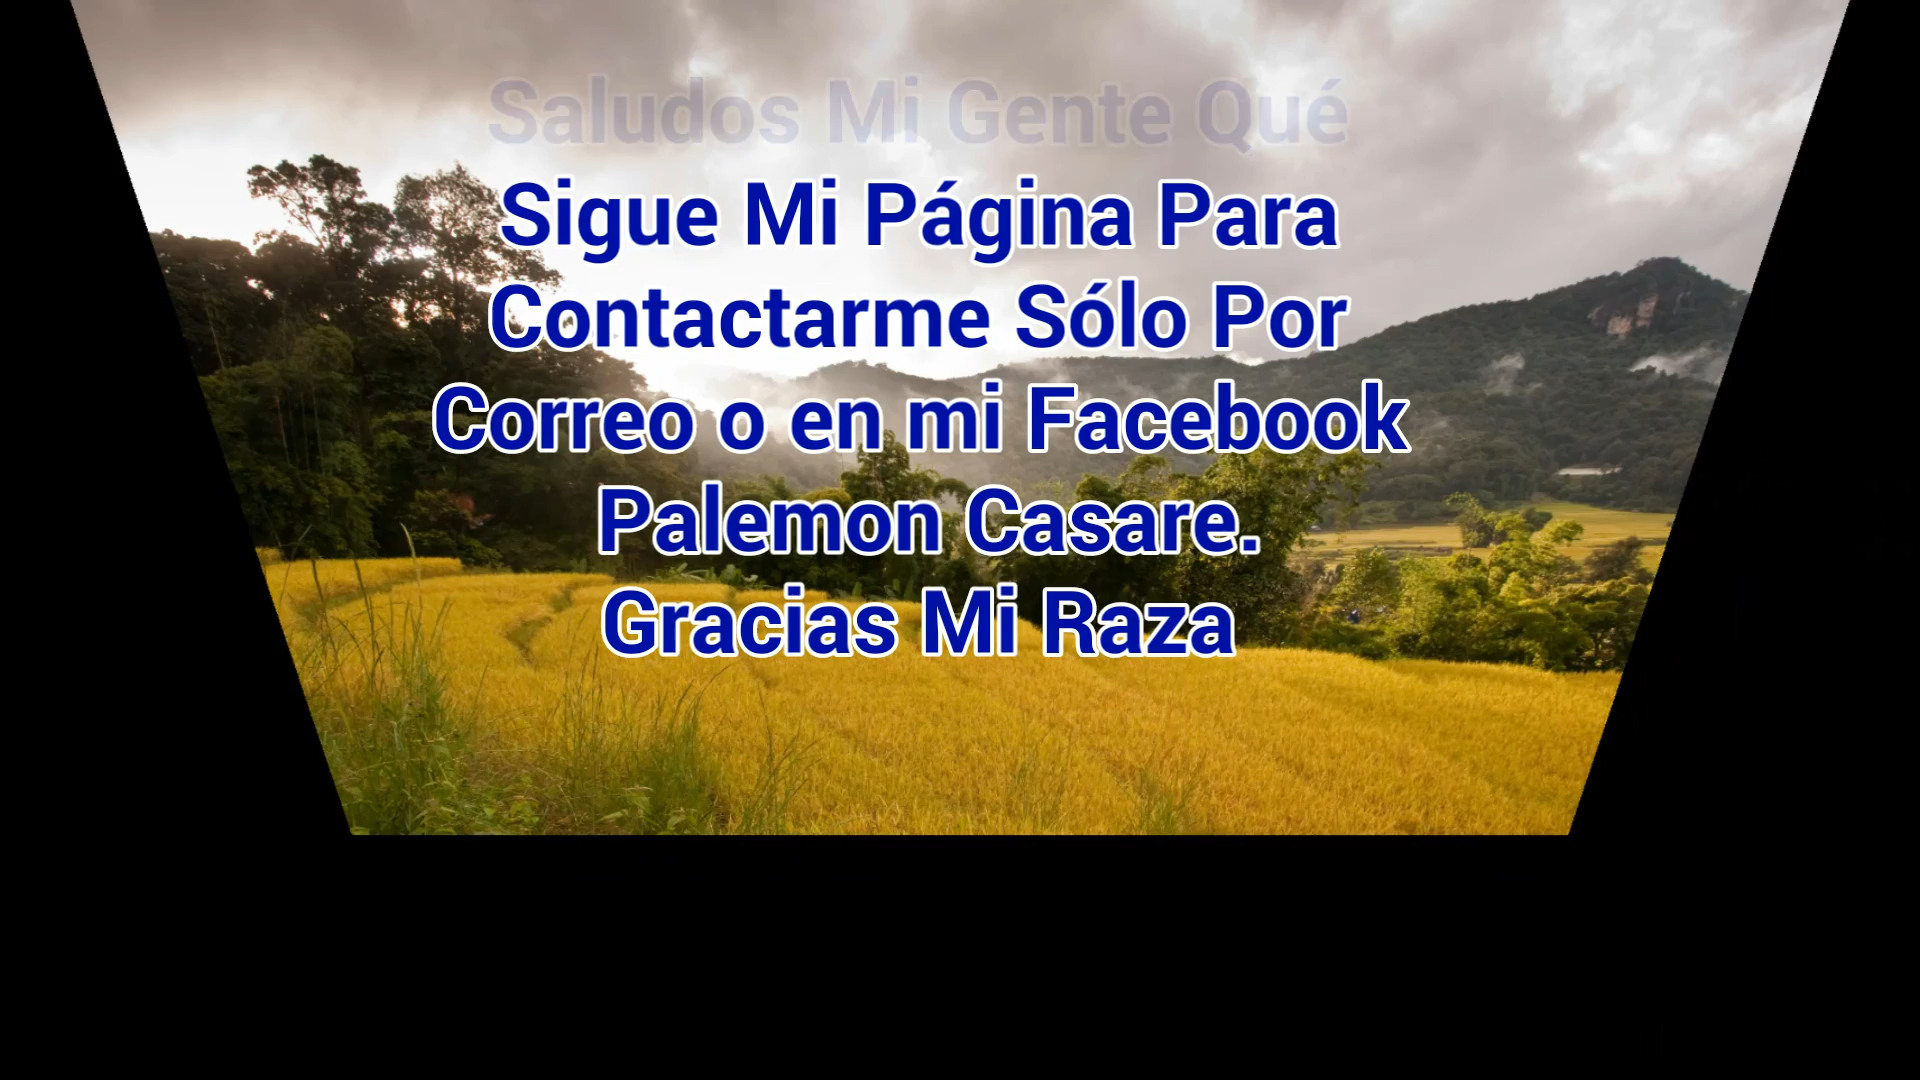 Saludos Mi Gente Qué
Sigue Mi Página Para
Contactarme Sólo Por
Correo o en mi Facebook
Palemon Casare.
Gracias Mi Raza